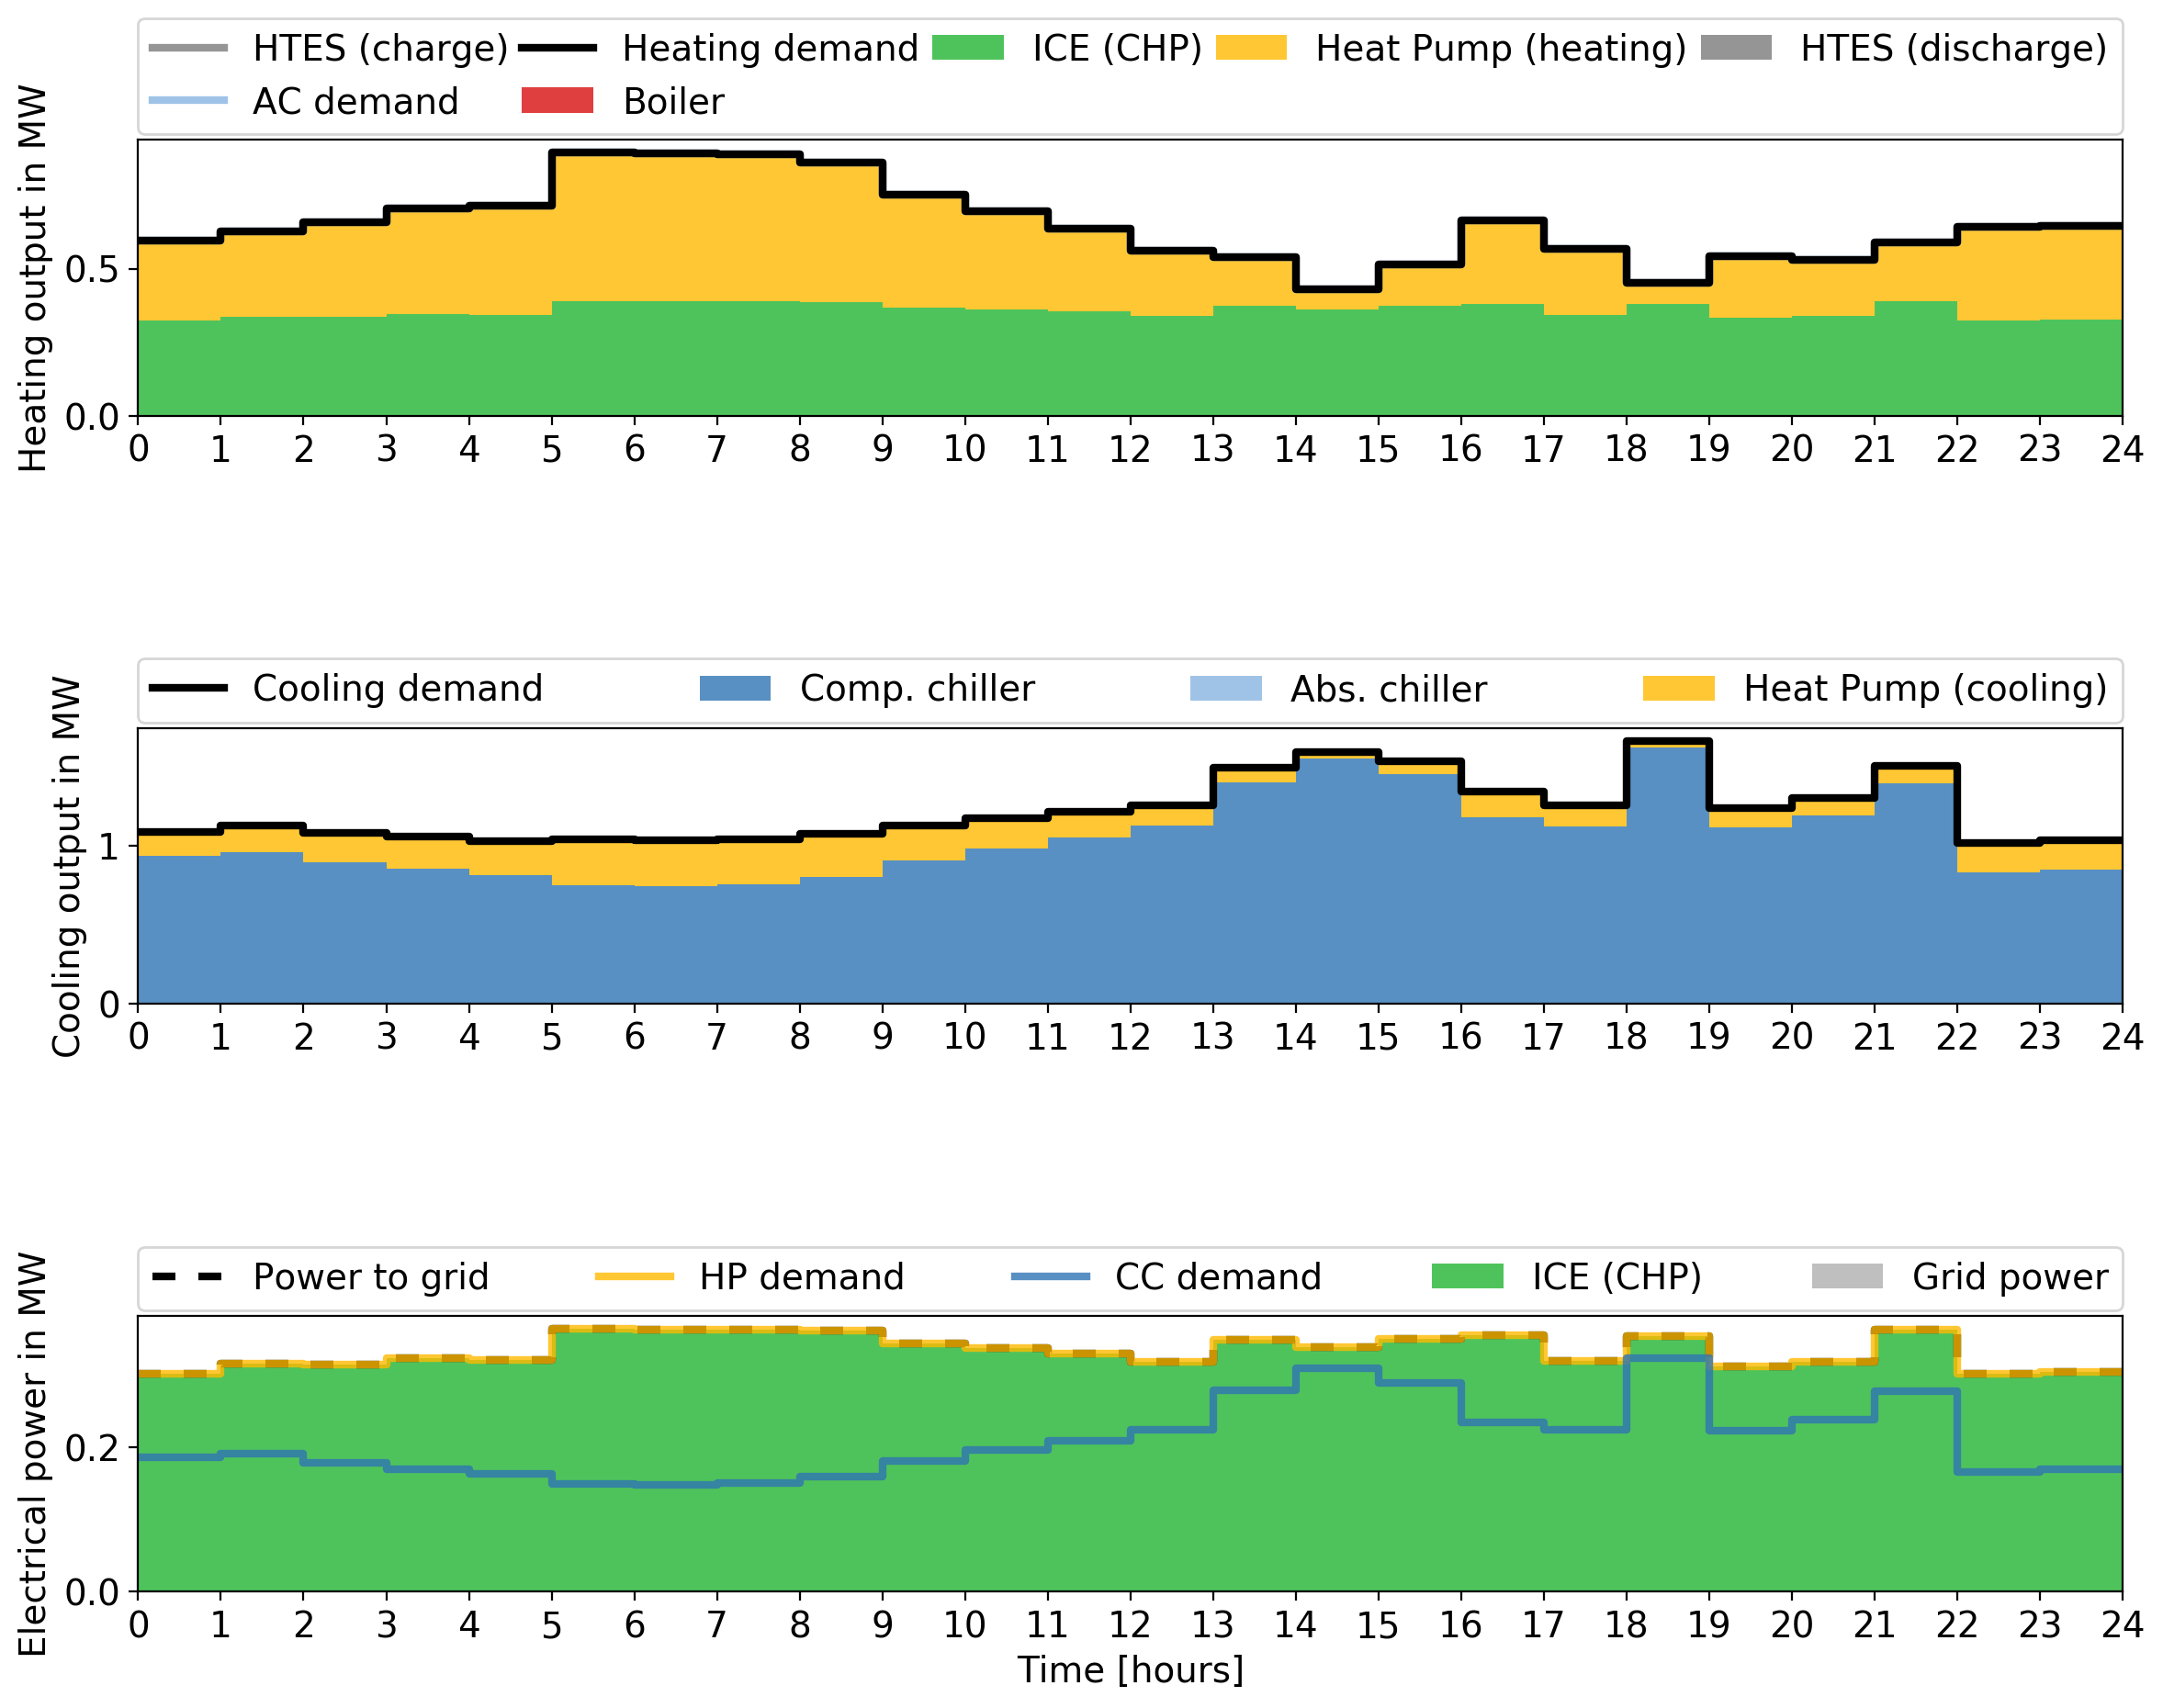 HTES (charge) Heating demand ICE (CHP) Heat Pump (heating) HTES (discharge)
AC demand Boiler
Heating output in MW
0.5
0.0
0 1 2 3 4 5 6 7 8 9 10 11 12 13 14 15 16 17 18 19 20 21 22 23 24
Cooling demand Comp. chiller Abs. chiller Heat Pump (cooling)
Cooling output in MW
1
0
0 1 2 3 4 5 6 7 8 9 10 11 12 13 14 15 16 17 18 19 20 21 22 23 24
Power to grid HP demand CC demand ICE (CHP) Grid power
Electrical power in MW
0.2
0.0
0 1 2 3 4 5 6 7 8 9 10 11 12 13 14 15 16 17 18 19 20 21 22 23 24
Time [hours]